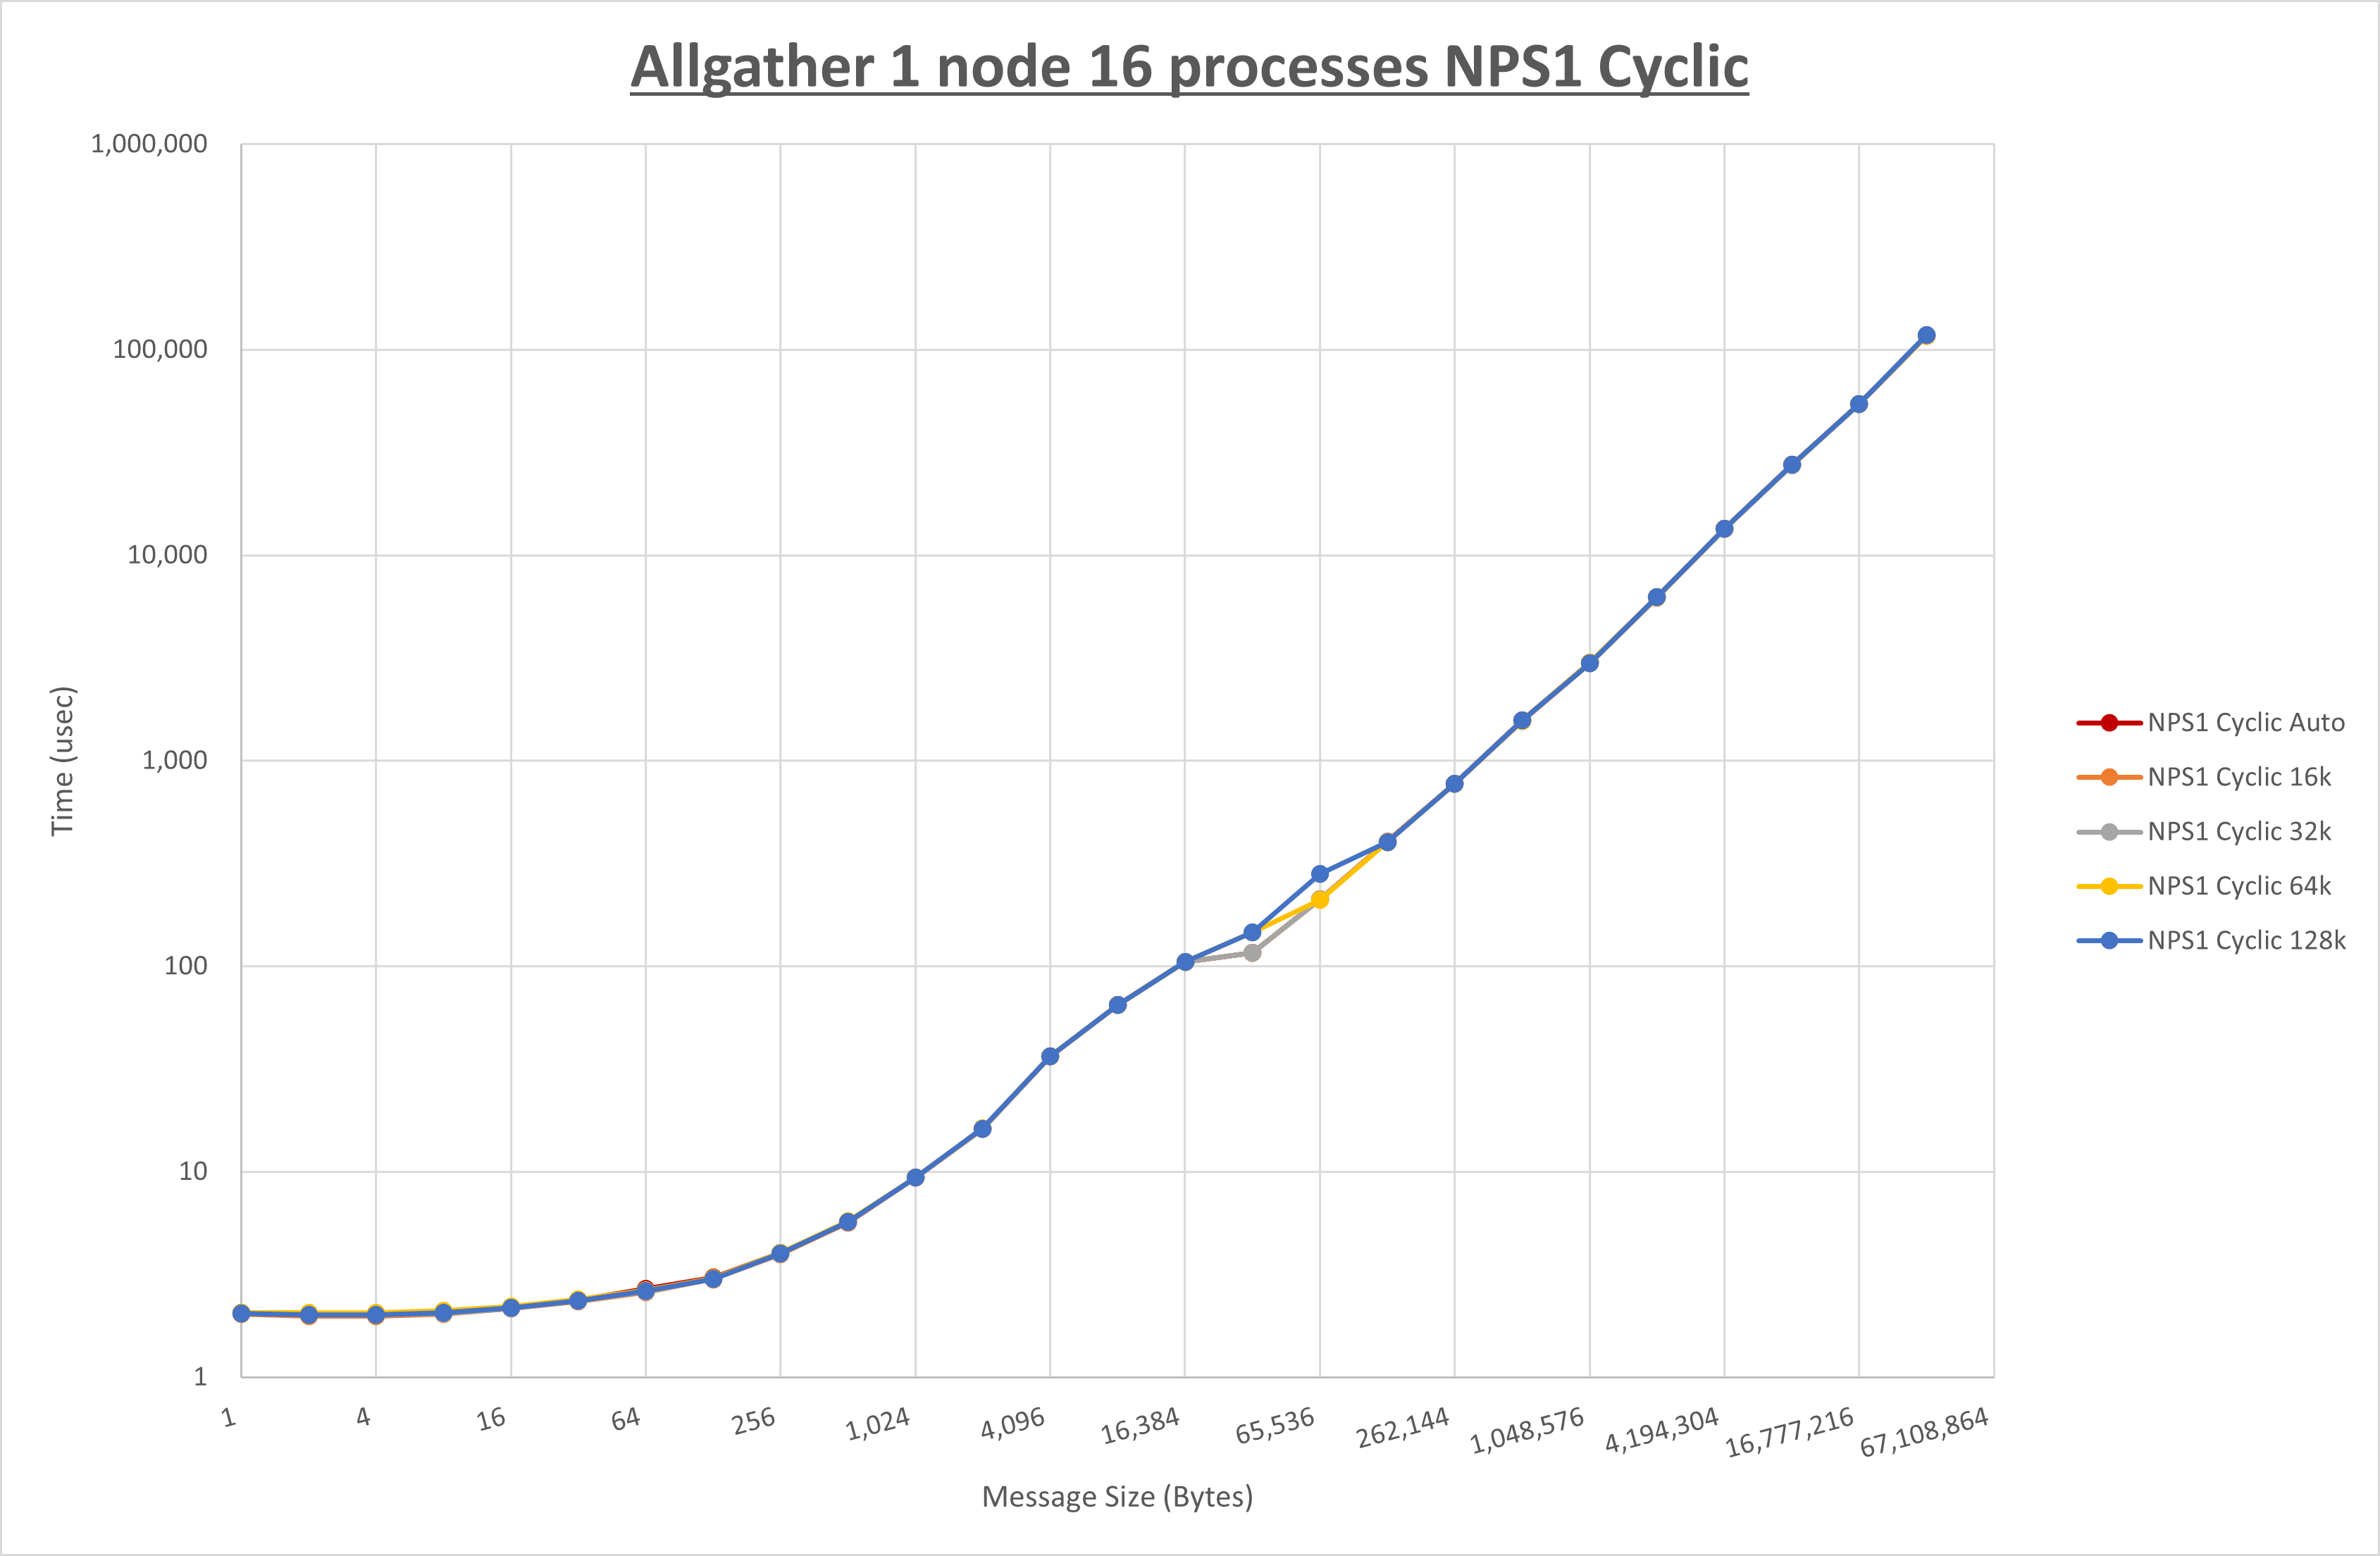 Allgather 1 node 16 processes NPS1 Cyclic
1,000,000
100,000
10,000
1,000
100
10
1
Time (usec)
1
4
16
64
256
1,024
4,096
16,384
65,536
262,144
1,048,576
4,194,304
16,777,216
67,108,864
Message Size (Bytes)
NPS1 Cyclic Auto
NPS1 Cyclic 16k
NPS1 Cyclic 32k
NPS1 Cyclic 64k
NPS1 Cyclic 128k